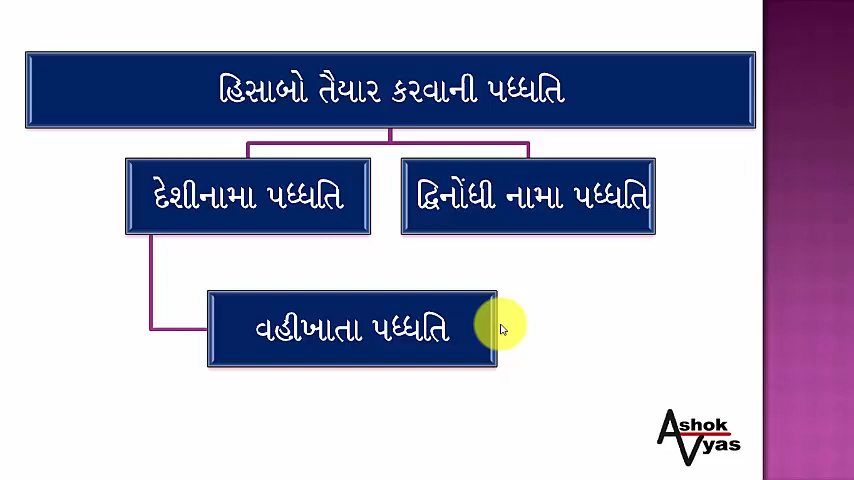 હિસાબો તૈયાર કરવાની પધ્ધતિ
દેશીનામા પધ્ધતિ
દ્વિનોંધી નામા પધ્ધતિ
વહીખાતા પધ્ધતિ
Ashok
Vyas